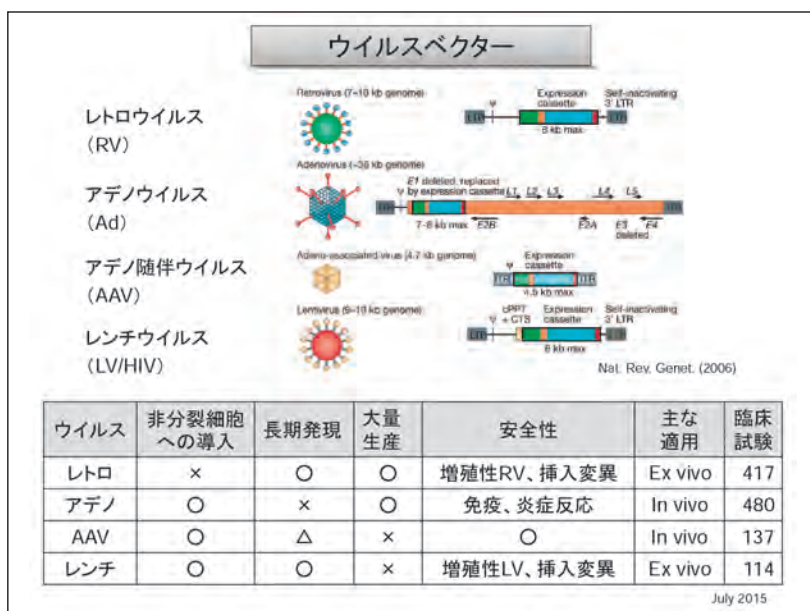 ウイルスベクター
レトロウイルス
(RV)
Retrovirus (7–10 kb genome)
Expression
cassette
Self-inactivating
3' LTR
ψ
LTR
LTR
8 kb max
アデノウイルス
(Ad)
Adenovirus (~36 kb genome)
E1 deleted, replaced
ψ by expression cassette
L1 L2 L3 L4 L5
ITR
ITR
7–8 kb max
E2B
E2A
E3
E4
deleted
アデノ随伴ウイルス
(AAV)
Adeno-associated virus (4.7 kb genome)
Expression
ψ cassette
ITR
ITR
4.5 kb max
レンチウイルス
(LV/HIV)
Lentivirus (9–10 kb genome)
cPPT
+ CTS
Expression
cassette
Self-inactivating
3' LTR
ψ
LTR
LTR
8 kb max
Nat. Rev. Genet. (2006)
ウイルス 非分裂細胞への導入 長期発現 大量生産 安全性 主な適用 臨床試験
レトロ × ○ ○ 増殖性RV、挿入変異 Ex vivo 417
アデノ ○ × ○ 免疫、炎症反応 In vivo 480
AAV ○ △ × ○ In vivo 137
レンチ ○ ○ × 増殖性LV、挿入変異 Ex vivo 114
July 2015